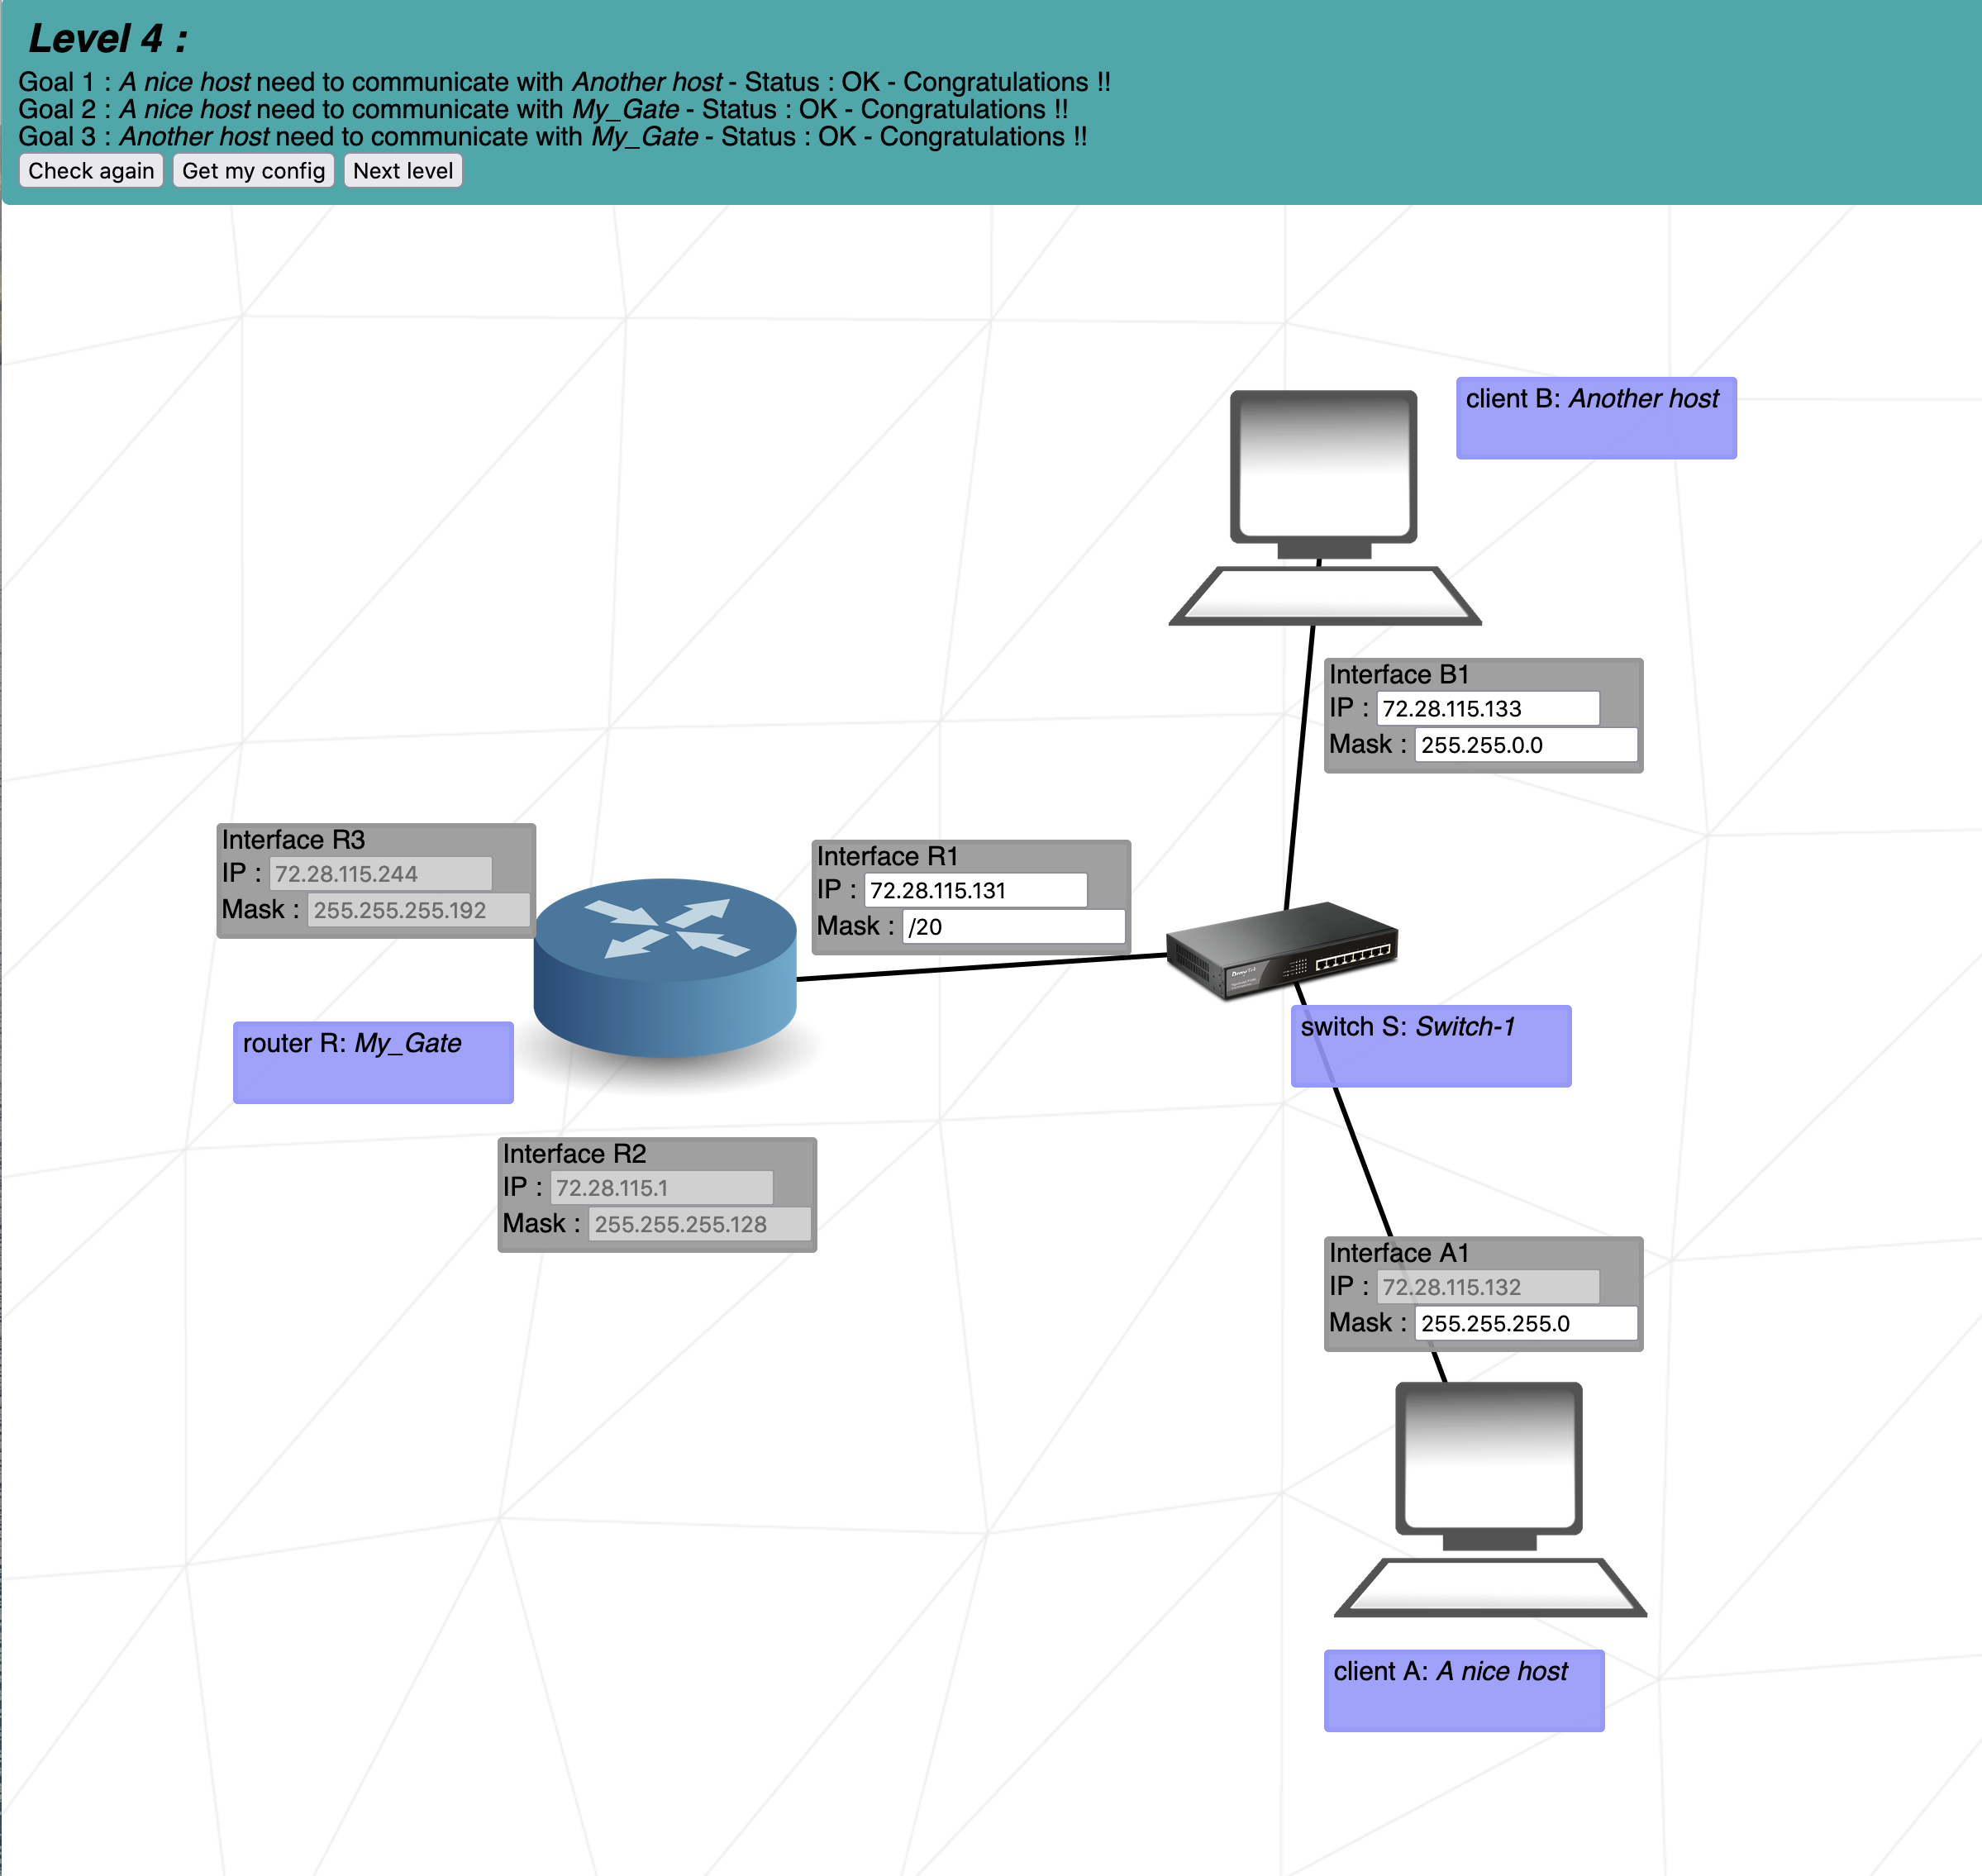 Level 4 :
Goal 1 : A nice host need to communicate with Another host - Status : OK - Congratulations !!
Goal 2 : A nice host need to communicate with My_Gate - Status : OK - Congratulations !!
Goal 3 : Another host need to communicate with My_Gate - Status : OK - Congratulations !!
Check again Get my config Next level
client B: Another host
Interface B1
IP : 72.28.115.133
Mask : 255.255.0.0
Interface R3
IP : 72.28.115.244
Mask : 255.255.255.192
Interface R1
IP : 72.28.115.131
Mask : /20
switch S: Switch-1
router R: My_Gate
Interface R2
IP : 72.28.115.1
Mask : 255.255.255.128
Interface A1
IP : 72.28.115.132
Mask : 255.255.255.0
client A: A nice host